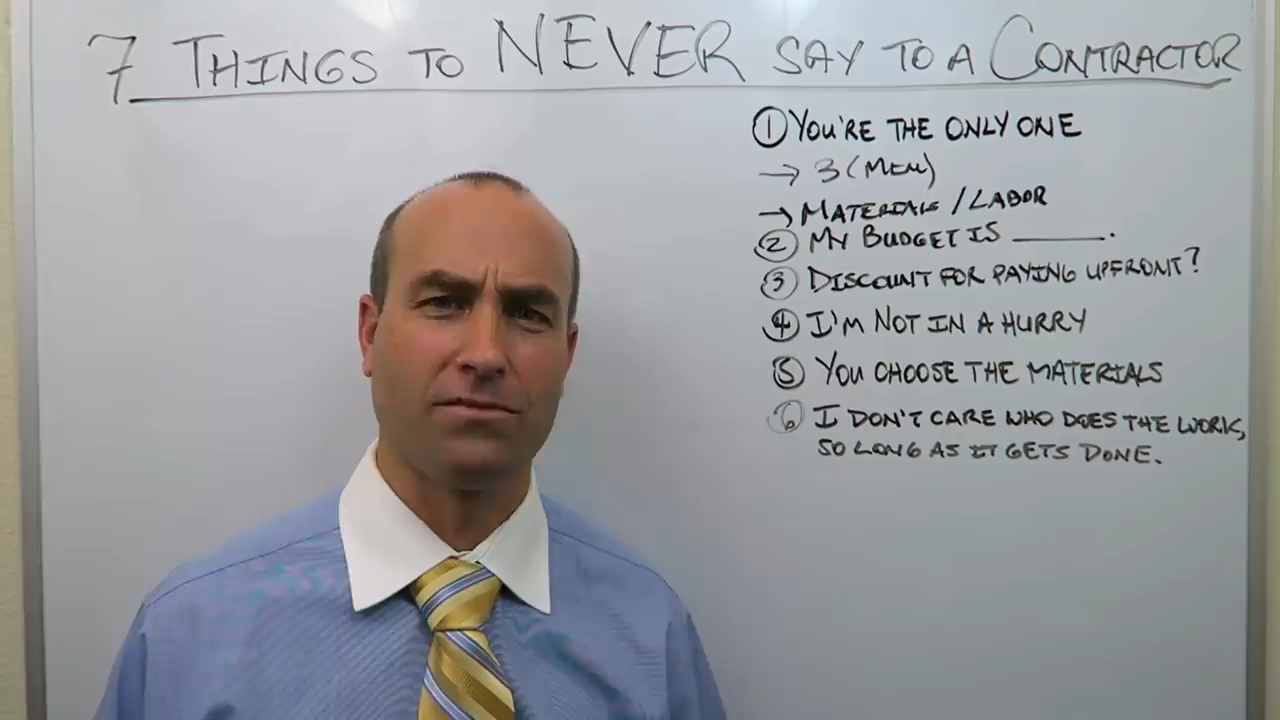 7 THINGS TO NEVER SAY TO A CONTRACTOR
① YOU'RE THE ONLY ONE
→ 3 (MEN)
→ MATERIALS / LABOR
② MY BUDGET IS ______.
③ DISCOUNT FOR PAYING UPFRONT?
④ I'M NOT IN A HURRY
⑤ YOU CHOOSE THE MATERIALS
⑥ I DON'T CARE WHO DOES THE WORK,
SO LONG AS IT GETS DONE.